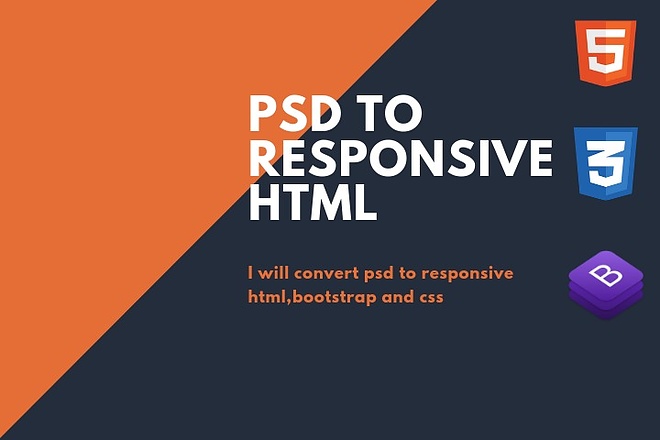 PSD TO
RESPONSIVE
HTML
I will convert psd to responsive
html,bootstrap and css
5
3
B